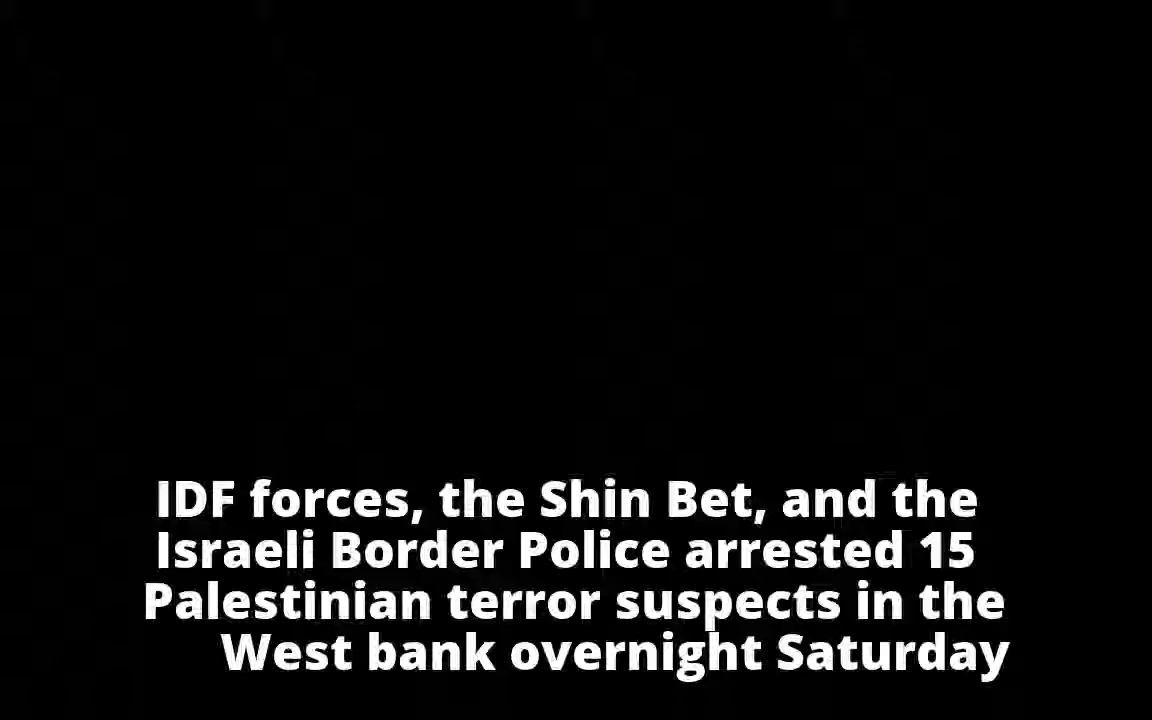 IDF forces, the Shin Bet, and the
Israeli Border Police arrested 15
Palestinian terror suspects in the
West bank overnight Saturday